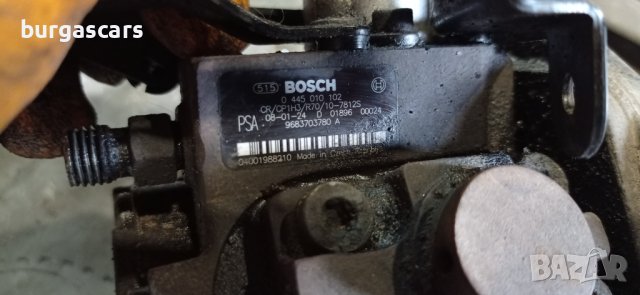 burgascars
515 BOSCH
0 445 010 102
CR/CP1H3/R70/10-7812S
PSA 08-01-24 D 01896 00024
9683703780 A
04001988210 Made in
BAZAR